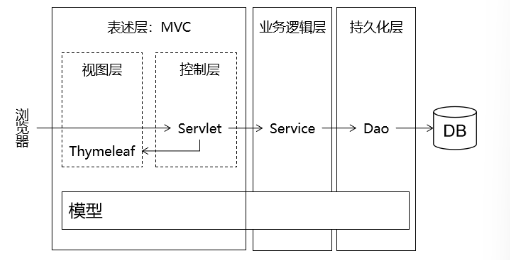 表述层：MVC
业务逻辑层
持久化层
视图层
控制层
浏览器
Servlet
Service
Dao
DB
Thymeleaf
模型